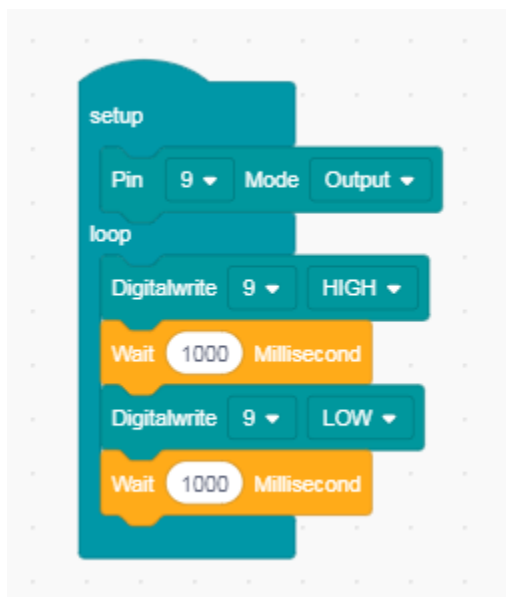 setup
Pin 9 Mode Output
loop
Digitalwrite 9 HIGH
Wait 1000 Millisecond
Digitalwrite 9 LOW
Wait 1000 Millisecond